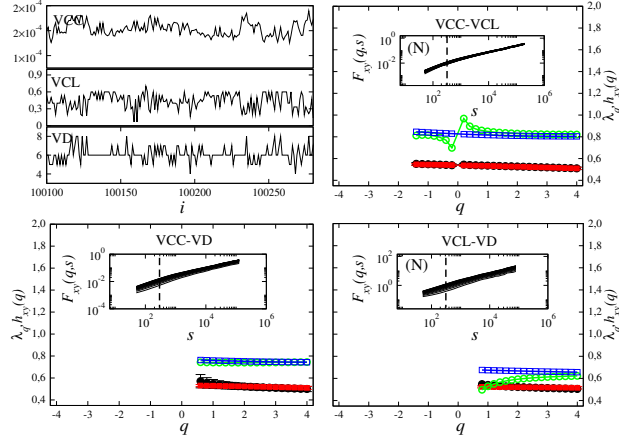 2×10⁻⁴
VCC
1×10⁻⁴
0,9
VCL
0,6
0,3
0
8
VD
6
4
100100 100160 100200 100250
i
VCC-VCL
(N)
F_xy(q,s)
10⁰
10⁻²
10⁻⁴
10² 10⁴ 10⁶
s
2,0
1,8
1,6
1,4
1,2
1,0
0,8
0,6
0,4
λ_q, h_xy(q)
-4 -3 -2 -1 0 1 2 3 4
q
VCC-VD
F_xy(q,s)
10⁰
10⁻²
10⁻⁴
10² 10⁴ 10⁶
s
2,0
1,8
1,6
1,4
1,2
1,0
0,8
0,6
0,4
λ_q, h_xy(q)
-4 -3 -2 -1 0 1 2 3 4
q
VCL-VD
(N)
F_xy(q,s)
10²
10⁰
10⁻²
10² 10⁴ 10⁶
s
2,0
1,8
1,6
1,4
1,2
1,0
0,8
0,6
0,4
λ_q, h_xy(q)
-4 -3 -2 -1 0 1 2 3 4
q